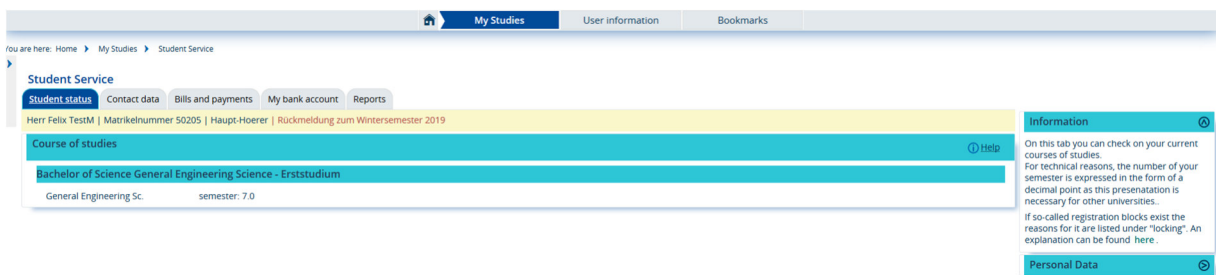 My Studies User information Bookmarks
You are here: Home My Studies Student Service
Student Service
Student status Contact data Bills and payments My bank account Reports
Herr Felix TestM | Matrikelnummer 50205 | Haupt-Hoerer | Rückmeldung zum Wintersemester 2019
Course of studies
Help
Bachelor of Science General Engineering Science - Erststudium
General Engineering Sc. semester: 7.0
Information
On this tab you can check on your current
courses of studies.
For technical reasons, the number of your
semester is expressed in the form of a
decimal point as this presenatation is
necessary for other universities..
If so-called registration blocks exist the
reasons for it are listed under "locking". An
explanation can be found here .
Personal Data